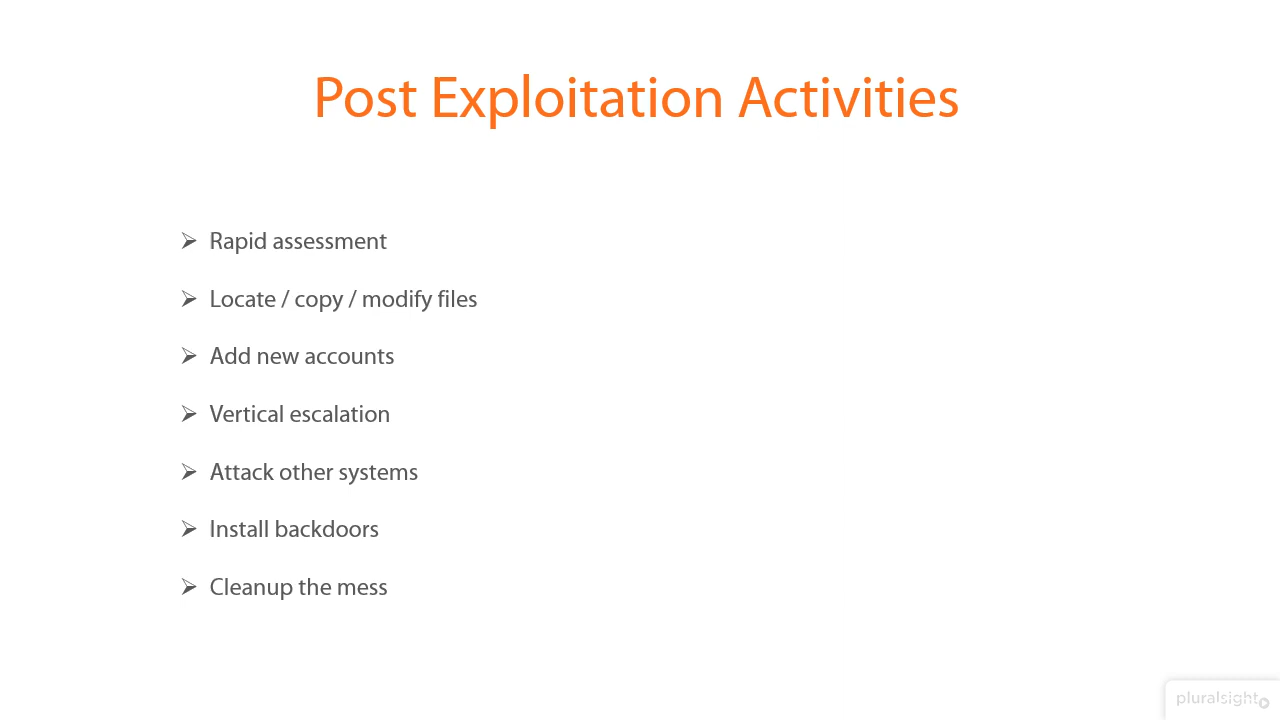 Post Exploitation Activities
Rapid assessment
Locate / copy / modify files
Add new accounts
Vertical escalation
Attack other systems
Install backdoors
Cleanup the mess
pluralsight